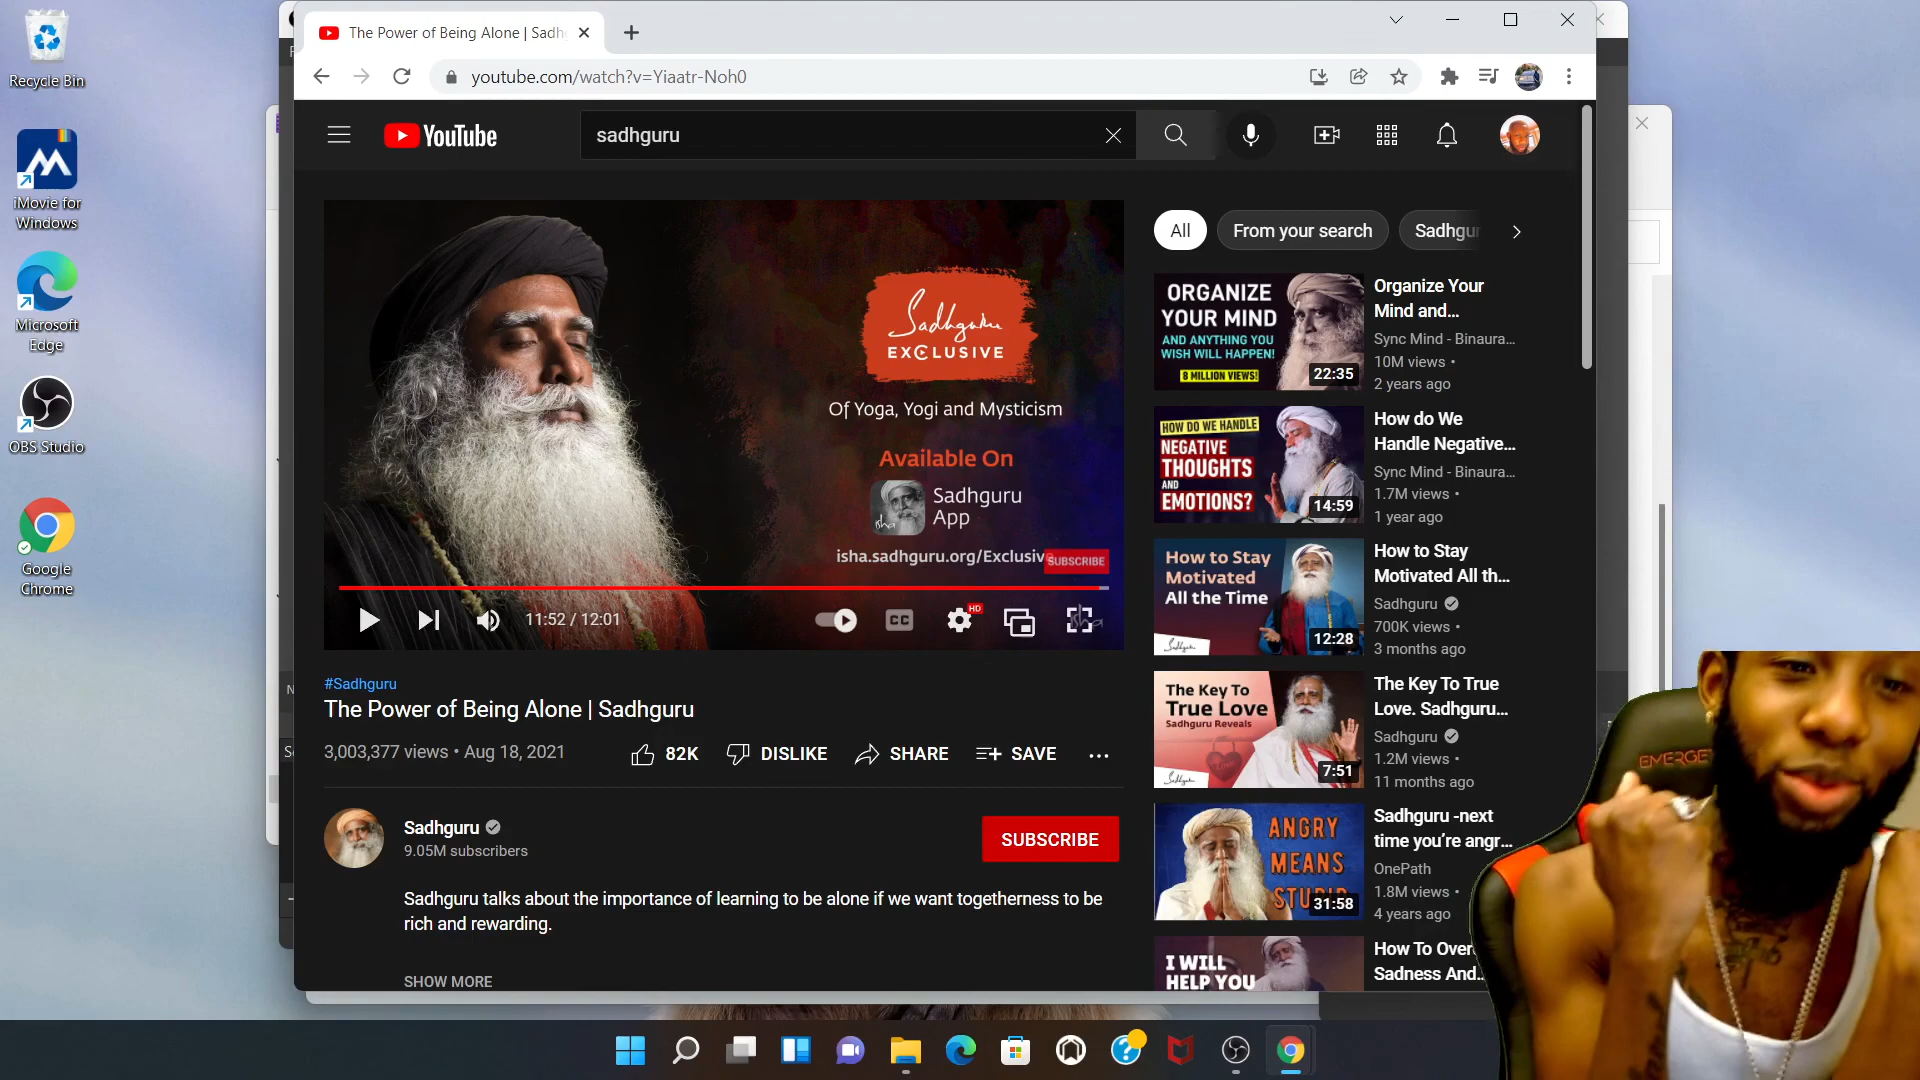 Recycle Bin
iMovie for
Windows
Microsoft
Edge
OBS Studio
Google
Chrome
The Power of Being Alone | Sadh
youtube.com/watch?v=Yiaatr-Noh0
YouTube
sadhguru
Sadhguru
EXCLUSIVE
Of Yoga, Yogi and Mysticism
Available On
Sadhguru
App
isha
isha.sadhguru.org/Exclusiv
SUBSCRIBE
11:52 / 12:01
CC
HD
isha
#Sadhguru
The Power of Being Alone | Sadhguru
3,003,377 views • Aug 18, 2021
82K
DISLIKE
SHARE
SAVE
Sadhguru
9.05M subscribers
SUBSCRIBE
Sadhguru talks about the importance of learning to be alone if we want togetherness to be
rich and rewarding.
SHOW MORE
All
From your search
Sadhgur
ORGANIZE
YOUR MIND
AND ANYTHING YOU
WISH WILL HAPPEN!
8 MILLION VIEWS!
22:35
Organize Your
Mind and...
Sync Mind - Binaura...
10M views •
2 years ago
HOW DO WE HANDLE
NEGATIVE
THOUGHTS
AND
EMOTIONS?
14:59
How do We
Handle Negative...
Sync Mind - Binaura...
1.7M views •
1 year ago
How to Stay
Motivated
All the Time
Sadhguru
12:28
How to Stay
Motivated All th...
Sadhguru
700K views •
3 months ago
The Key To
True Love
Sadhguru Reveals
Sadhguru
7:51
The Key To True
Love. Sadhguru...
Sadhguru
1.2M views •
11 months ago
ANGRY
MEANS
STUPID
31:58
Sadhguru -next
time you're angr...
OnePath
1.8M views •
4 years ago
I WILL
HELP YOU
How To Over
Sadness And...
EMERGE